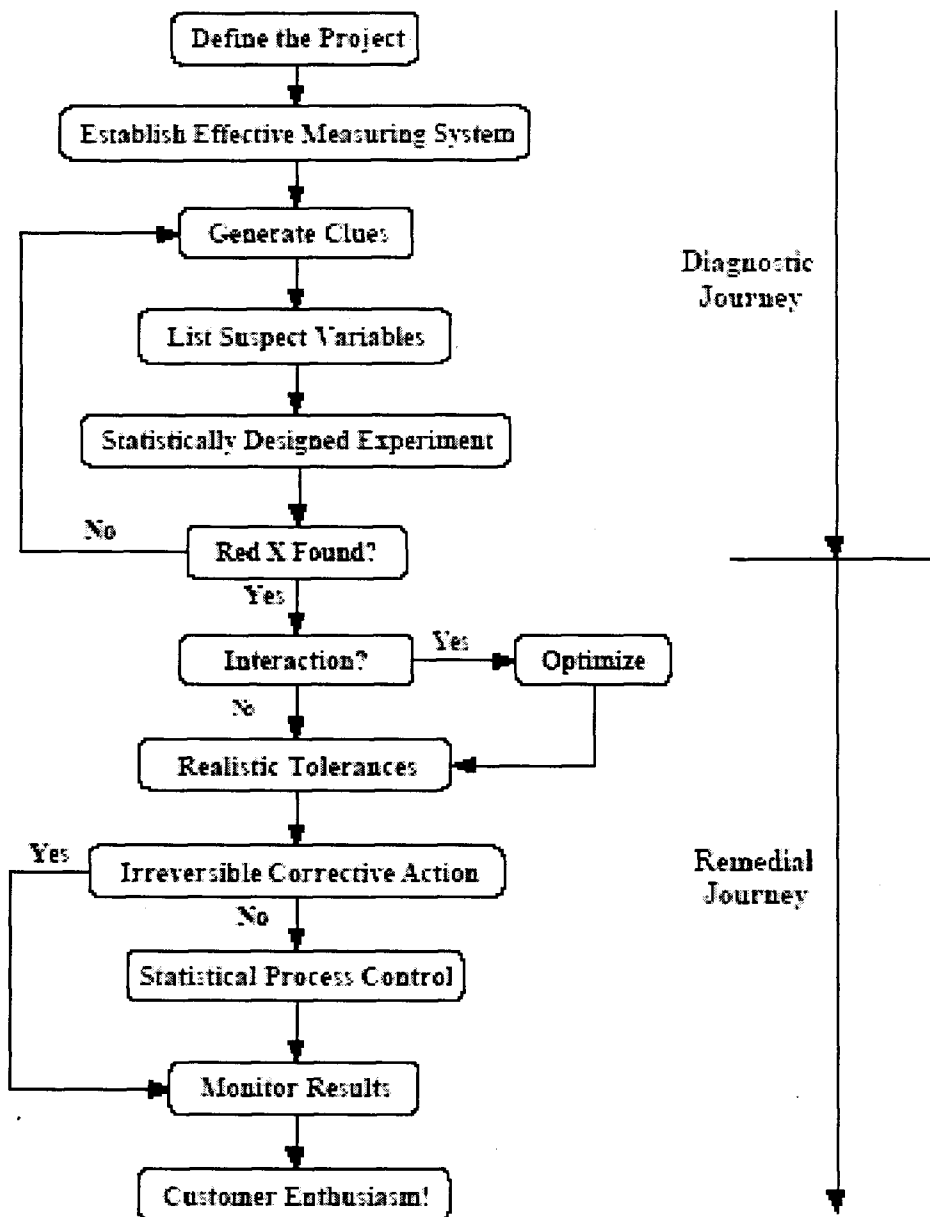 Define the Project
Establish Effective Measuring System
Generate Clues
Diagnostic
Journey
List Suspect Variables
Statistically Designed Experiment
No
Red X Found?
Yes
Interaction?
Yes
Optimize
No
Realistic Tolerances
Yes
Irreversible Corrective Action
Remedial
Journey
No
Statistical Process Control
Monitor Results
Customer Enthusiasm!